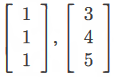 [1] , [3]
[1] , [4]
[1] , [5]